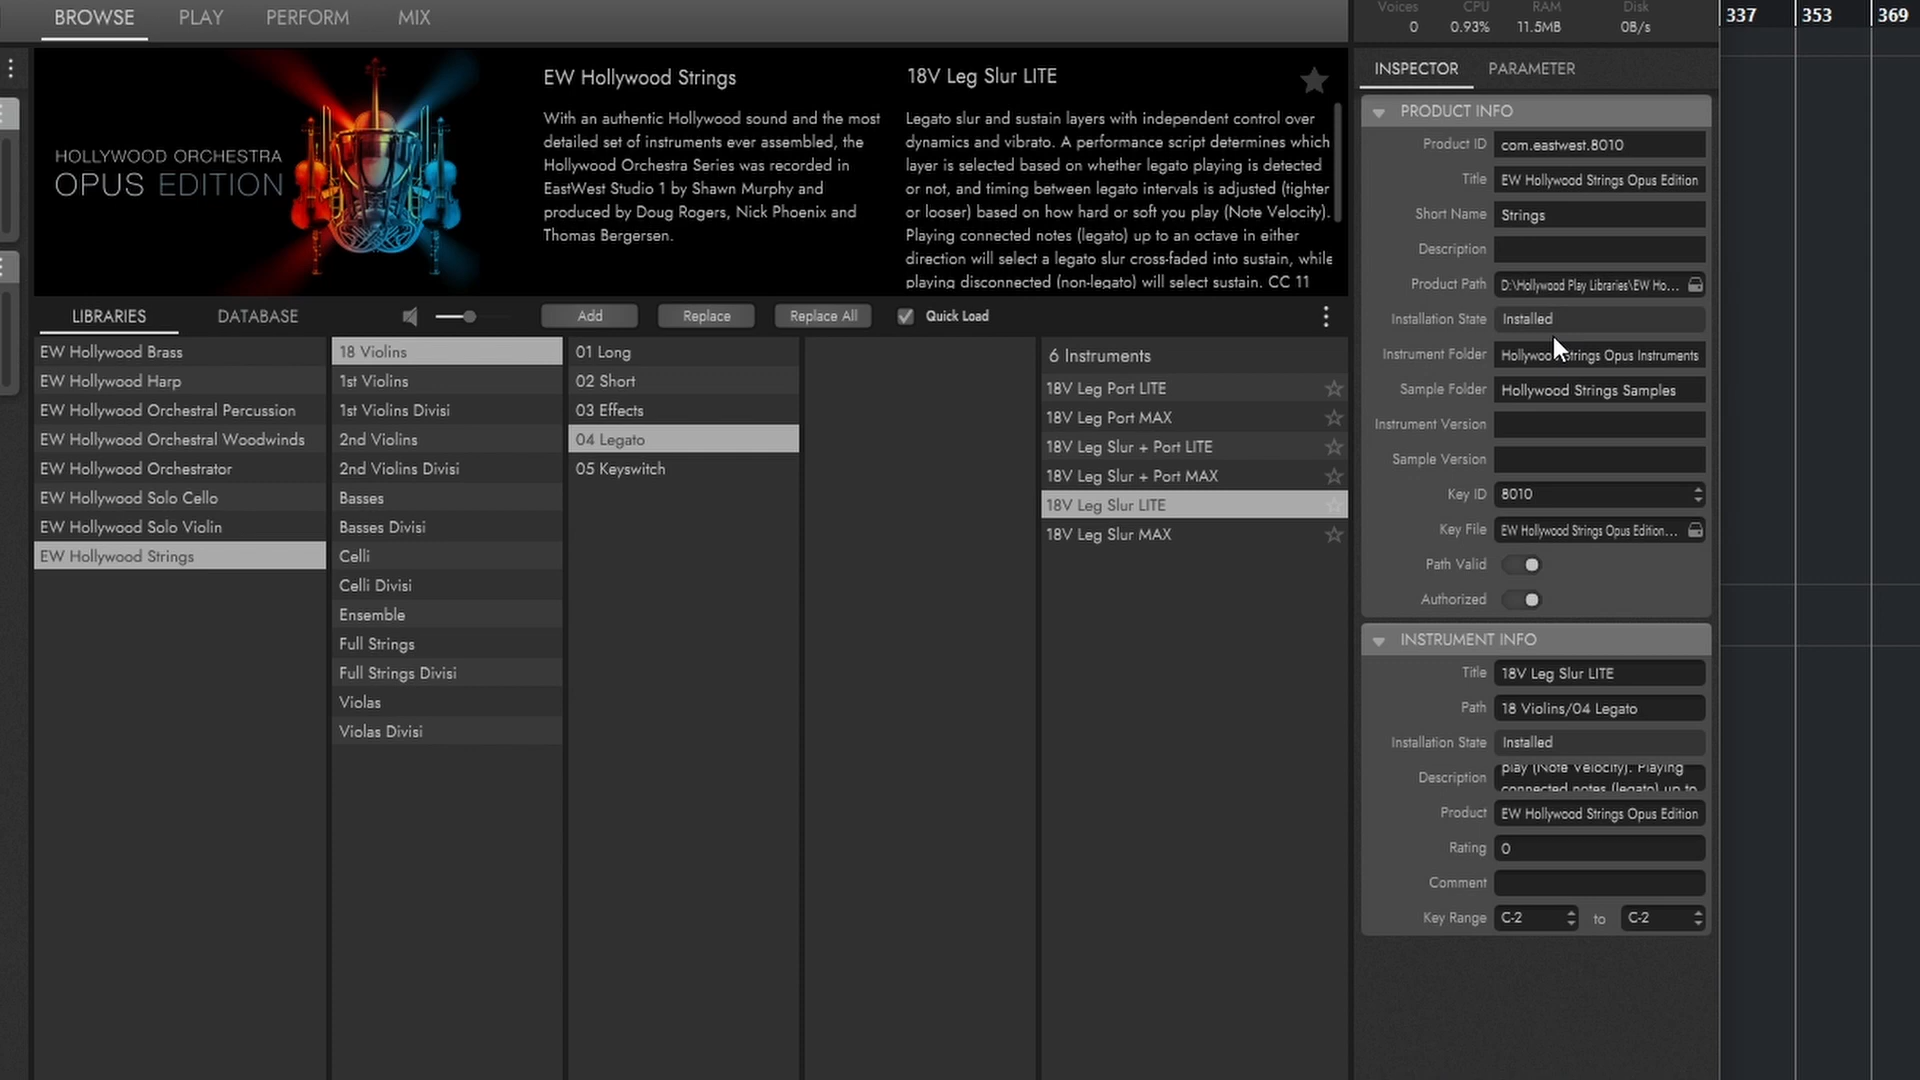 BROWSE PLAY PERFORM MIX
Voices CPU RAM Disk
0 0.93% 11.5MB 0B/s
337 353 369
HOLLYWOOD ORCHESTRA
OPUS EDITION
EW Hollywood Strings
With an authentic Hollywood sound and the most
detailed set of instruments ever assembled, the
Hollywood Orchestra Series was recorded in
EastWest Studio 1 by Shawn Murphy and
produced by Doug Rogers, Nick Phoenix and
Thomas Bergersen.
18V Leg Slur LITE
Legato slur and sustain layers with independent control over
dynamics and vibrato. A performance script determines which
layer is selected based on whether legato playing is detected
or not, and timing between legato intervals is adjusted (tighter
or looser) based on how hard or soft you play (Note Velocity).
Playing connected notes (legato) up to an octave in either
direction will select a legato slur cross-faded into sustain, while
playing disconnected (non-legato) will select sustain. CC 11
LIBRARIES DATABASE
Add Replace Replace All Quick Load
EW Hollywood Brass
EW Hollywood Harp
EW Hollywood Orchestral Percussion
EW Hollywood Orchestral Woodwinds
EW Hollywood Orchestrator
EW Hollywood Solo Cello
EW Hollywood Solo Violin
EW Hollywood Strings
18 Violins
1st Violins
1st Violins Divisi
2nd Violins
2nd Violins Divisi
Basses
Basses Divisi
Celli
Celli Divisi
Ensemble
Full Strings
Full Strings Divisi
Violas
Violas Divisi
01 Long
02 Short
03 Effects
04 Legato
05 Keyswitch
6 Instruments
18V Leg Port LITE
18V Leg Port MAX
18V Leg Slur + Port LITE
18V Leg Slur + Port MAX
18V Leg Slur LITE
18V Leg Slur MAX
INSPECTOR PARAMETER
PRODUCT INFO
Product ID com.eastwest.8010
Title EW Hollywood Strings Opus Edition
Short Name Strings
Description
Product Path D:\Hollywood Play Libraries\EW Ho...
Installation State Installed
Instrument Folder Strings Opus Instruments
Sample Folder Hollywood Strings Samples
Instrument Version
Sample Version
Key ID 8010
Key File EW Hollywood Strings Opus Edition...
Path Valid
Authorized
INSTRUMENT INFO
Title 18V Leg Slur LITE
Path 18 Violins/04 Legato
Installation State Installed
Description play (Note Velocity). Playing
connected notes (legato) up to
Product EW Hollywood Strings Opus Edition
Rating 0
Comment
Key Range C-2 to C-2